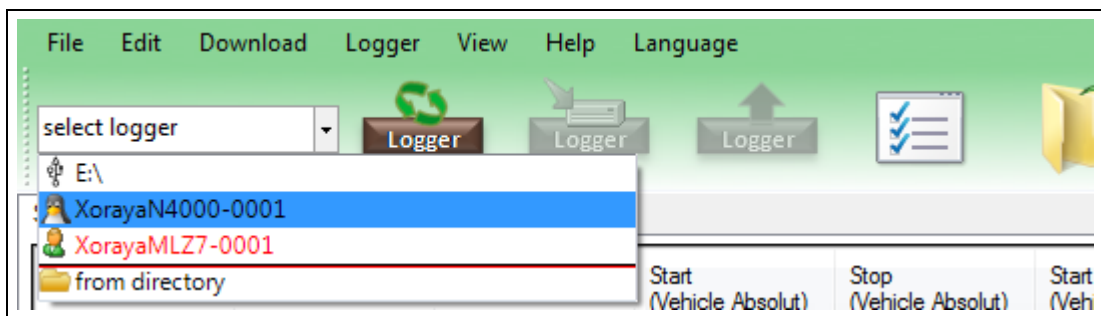 File Edit Download Logger View Help Language
select logger Logger Logger Logger
E:\
XorayaN4000-0001
XorayaMLZ7-0001
from directory
Start Stop Start
(Vehicle Absolut) (Vehicle Absolut)